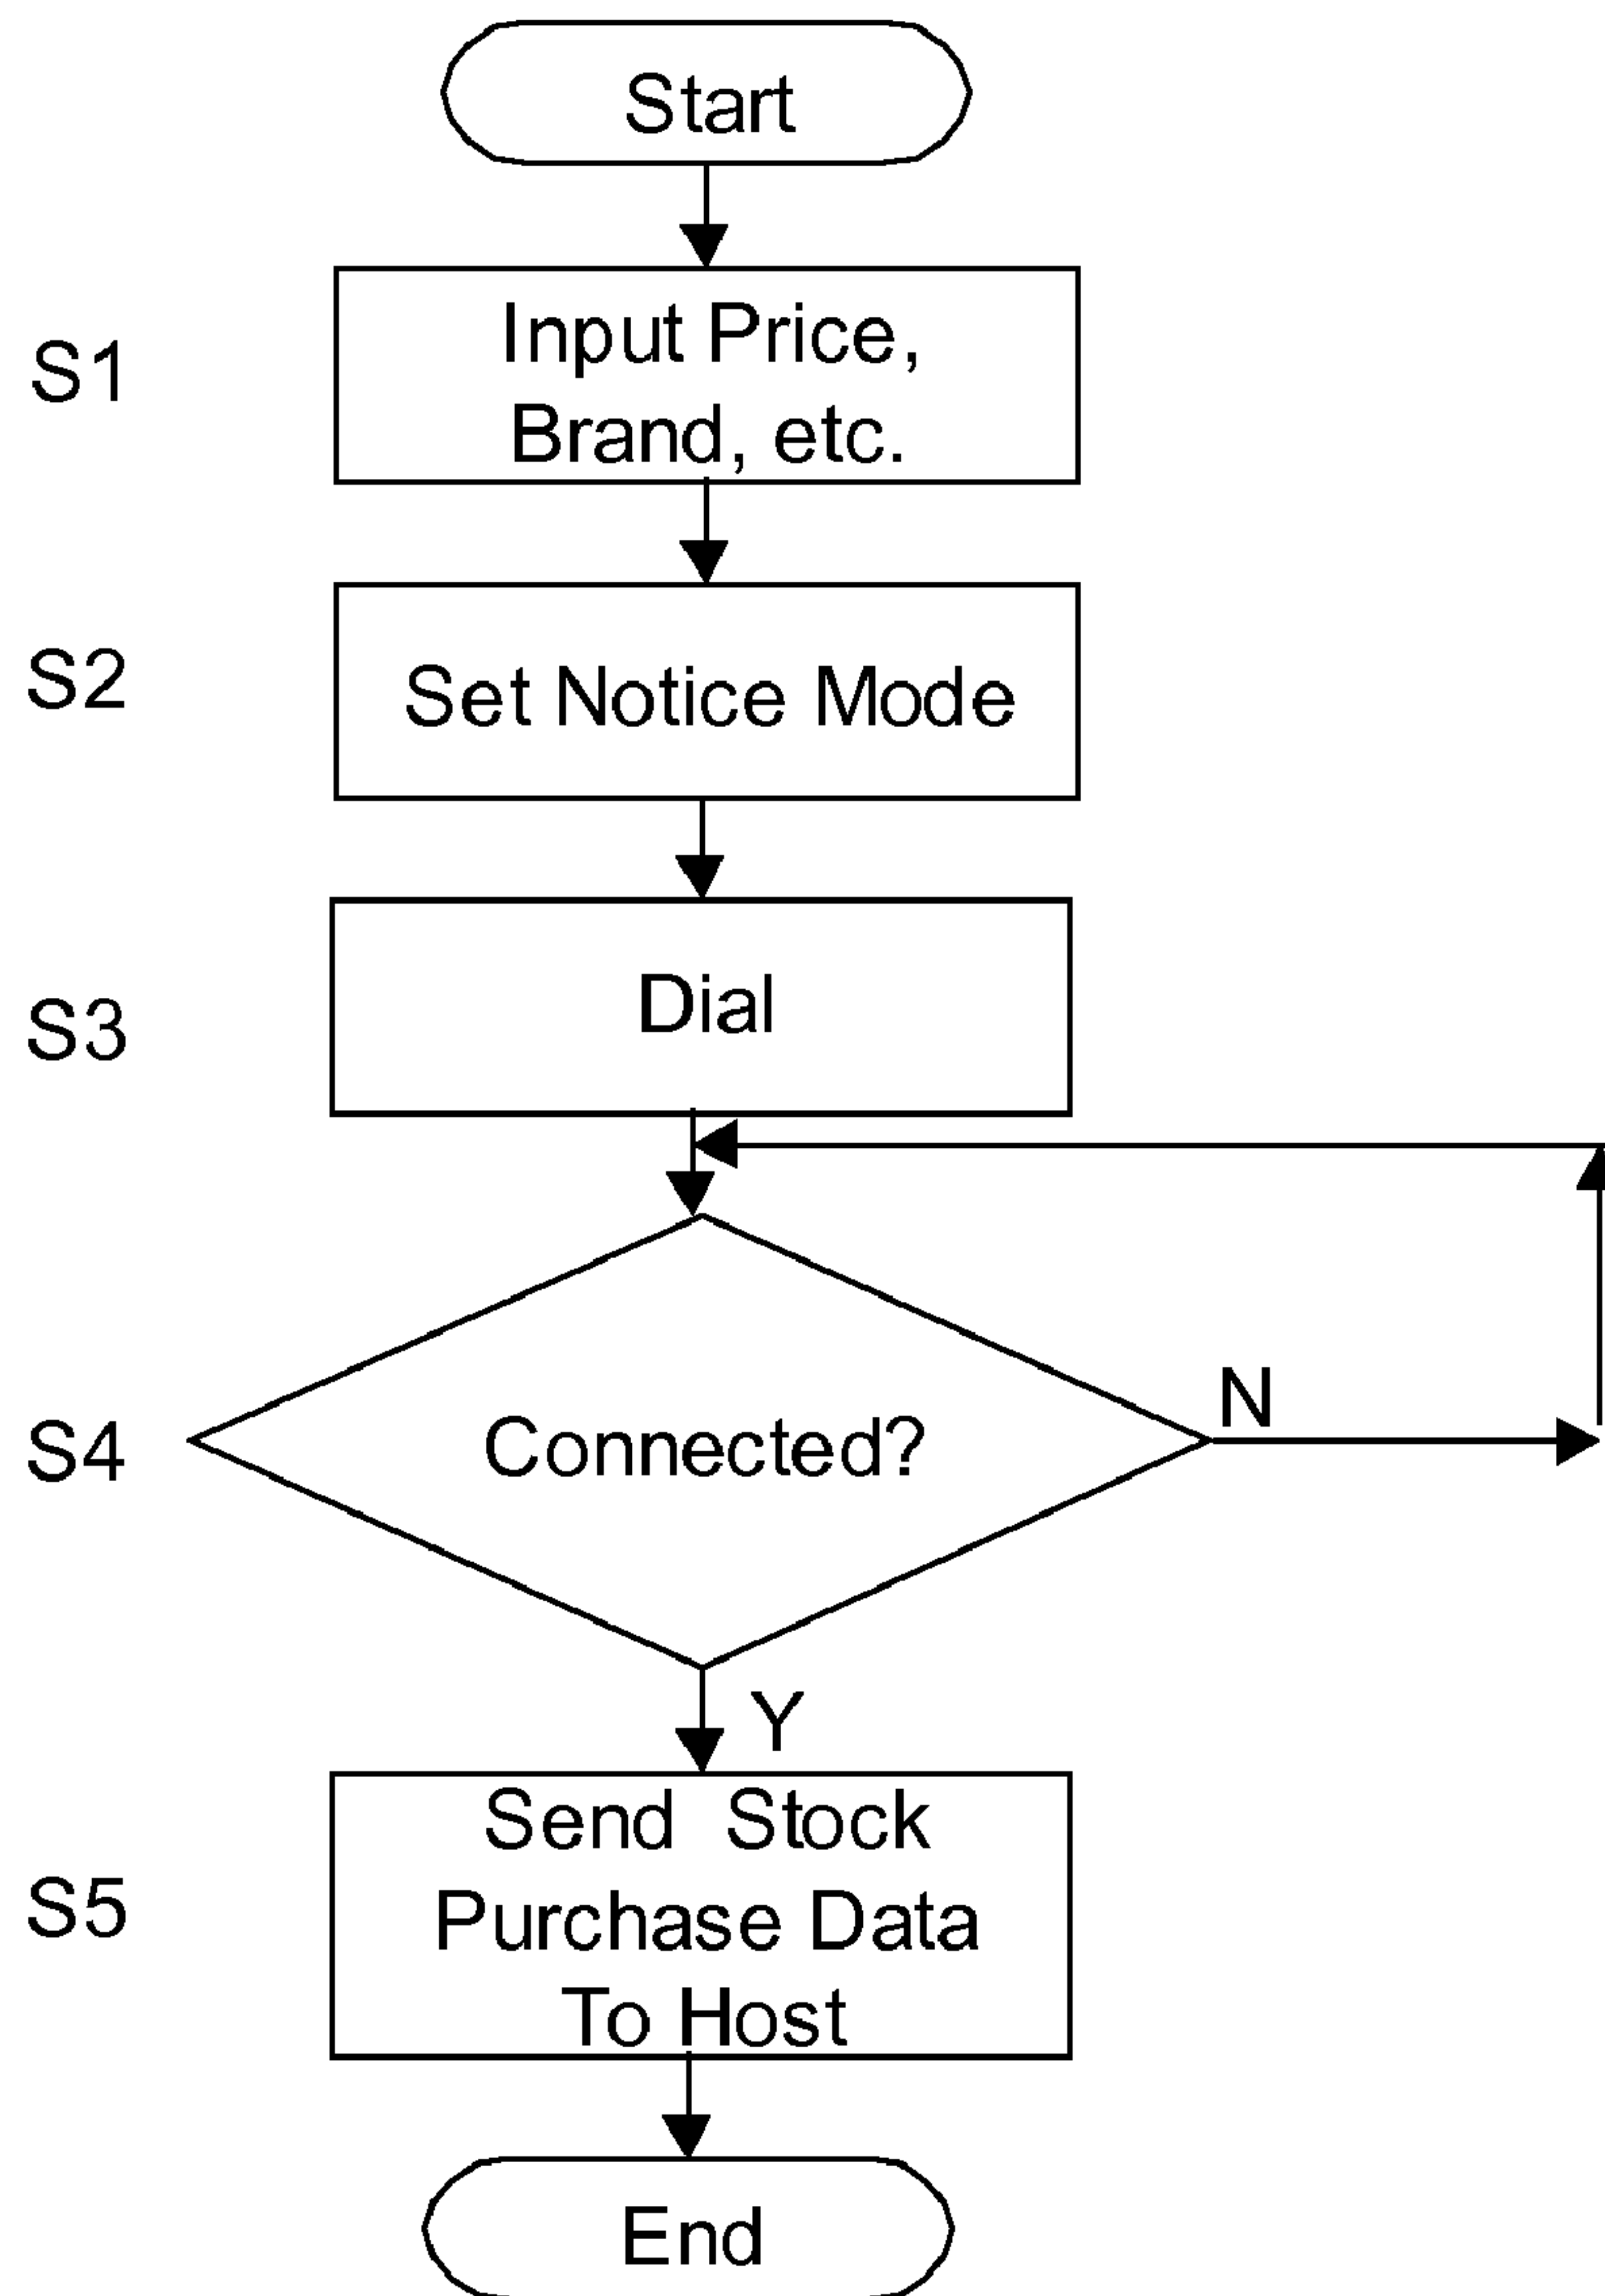 Start
S1
Input Price,
Brand, etc.
S2
Set Notice Mode
S3
Dial
S4
Connected?
N
Y
S5
Send Stock
Purchase Data
To Host
End